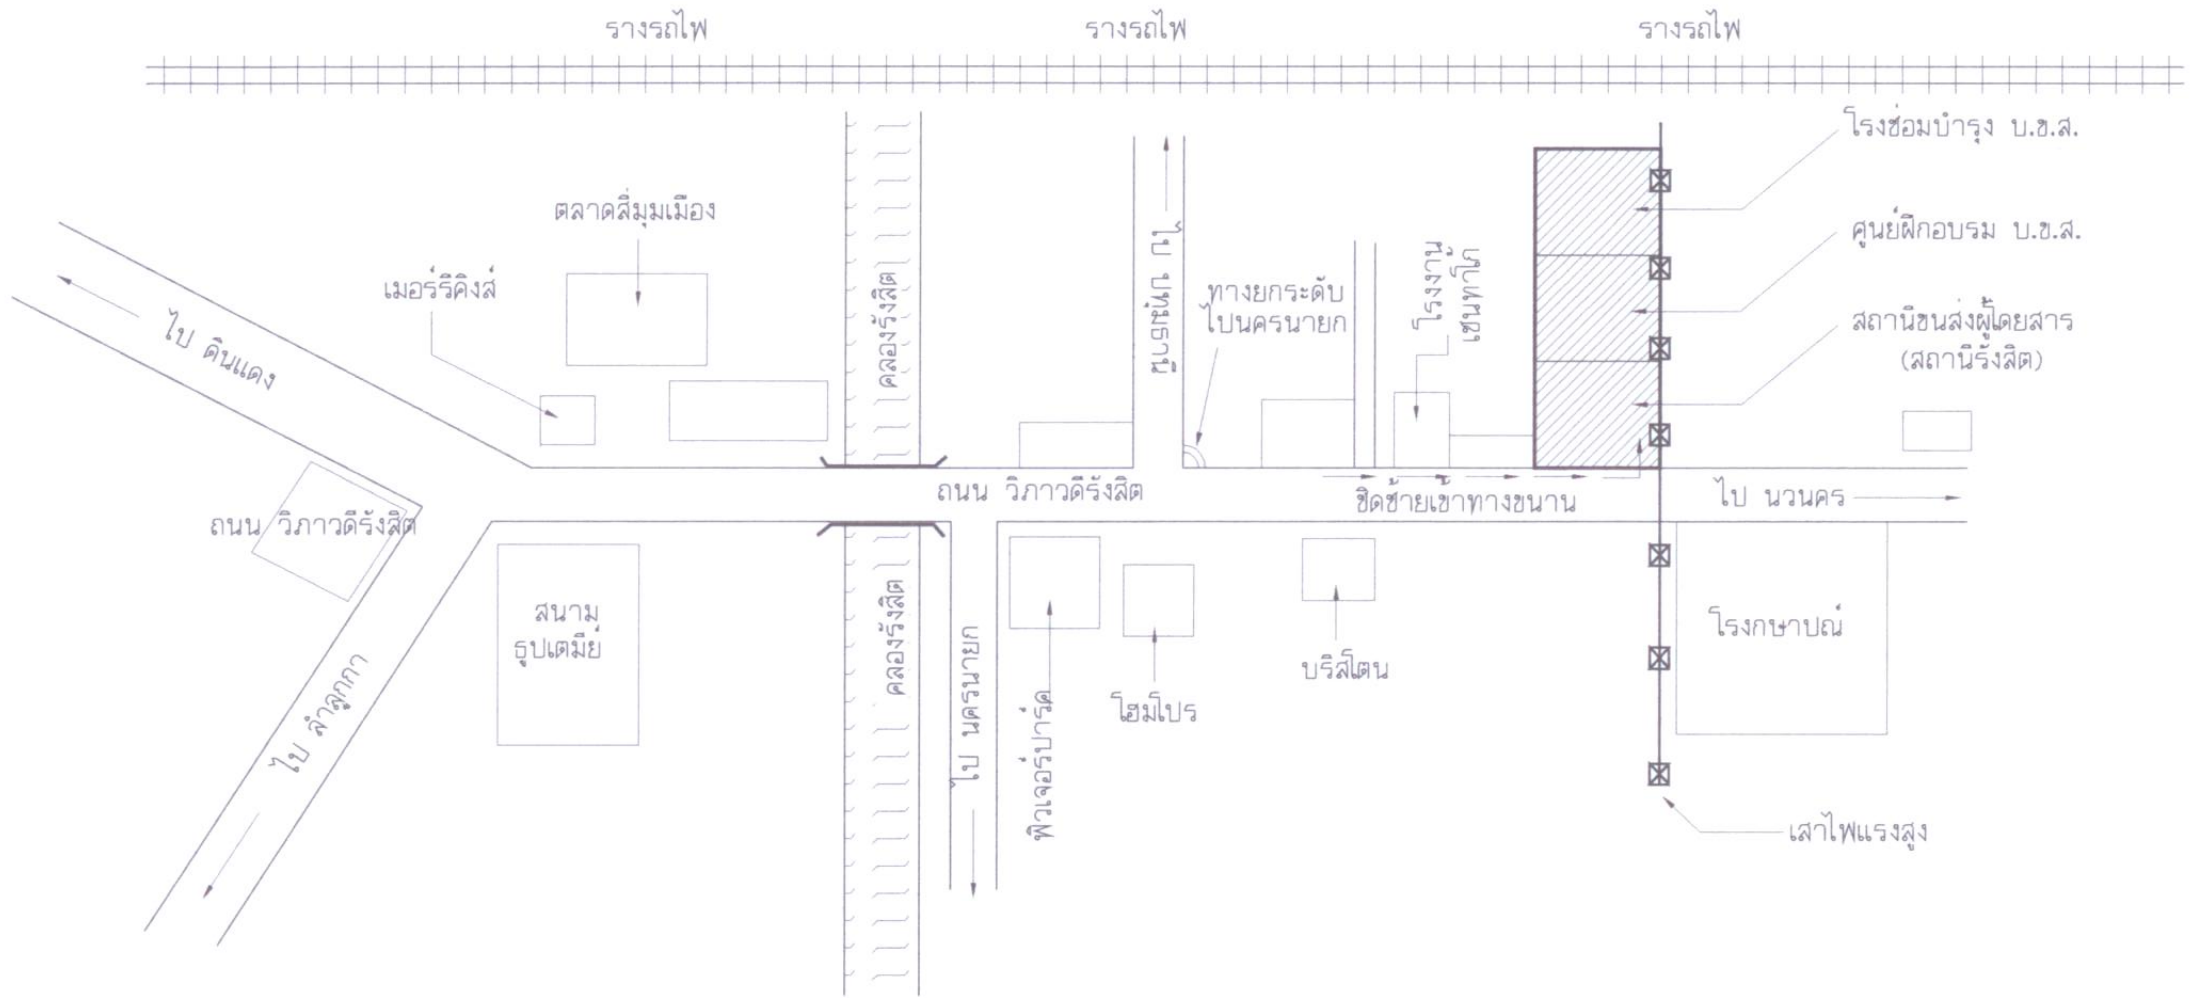 รางรถไฟ
รางรถไฟ
รางรถไฟ
โรงซ่อมบำรุง บ.ข.ส.
ศูนย์ฝึกอบรม บ.ข.ส.
สถานีขนส่งผู้โดยสาร
(สถานีรังสิต)
ตลาดสี่มุมเมือง
เมอร์รี่คิงส์
คลองรังสิต
ไป ปทุมธานี
ทางยกระดับ
ไปนครนายก
โรงงาน
เซนทาโก
ไป ดินแดง
ถนน วิภาวดีรังสิต
ชิดซ้ายเข้าทางขนาน
ไป นวนคร
ถนน วิภาวดีรังสิต
สนาม
ธูปเตมีย์
คลองรังสิต
ไป นครนายก
ฟิวเจอร์ปาร์ค
โฮมโปร
บริสโตน
โรงกษาปณ์
ไป ลำลูกกา
เสาไฟแรงสูง